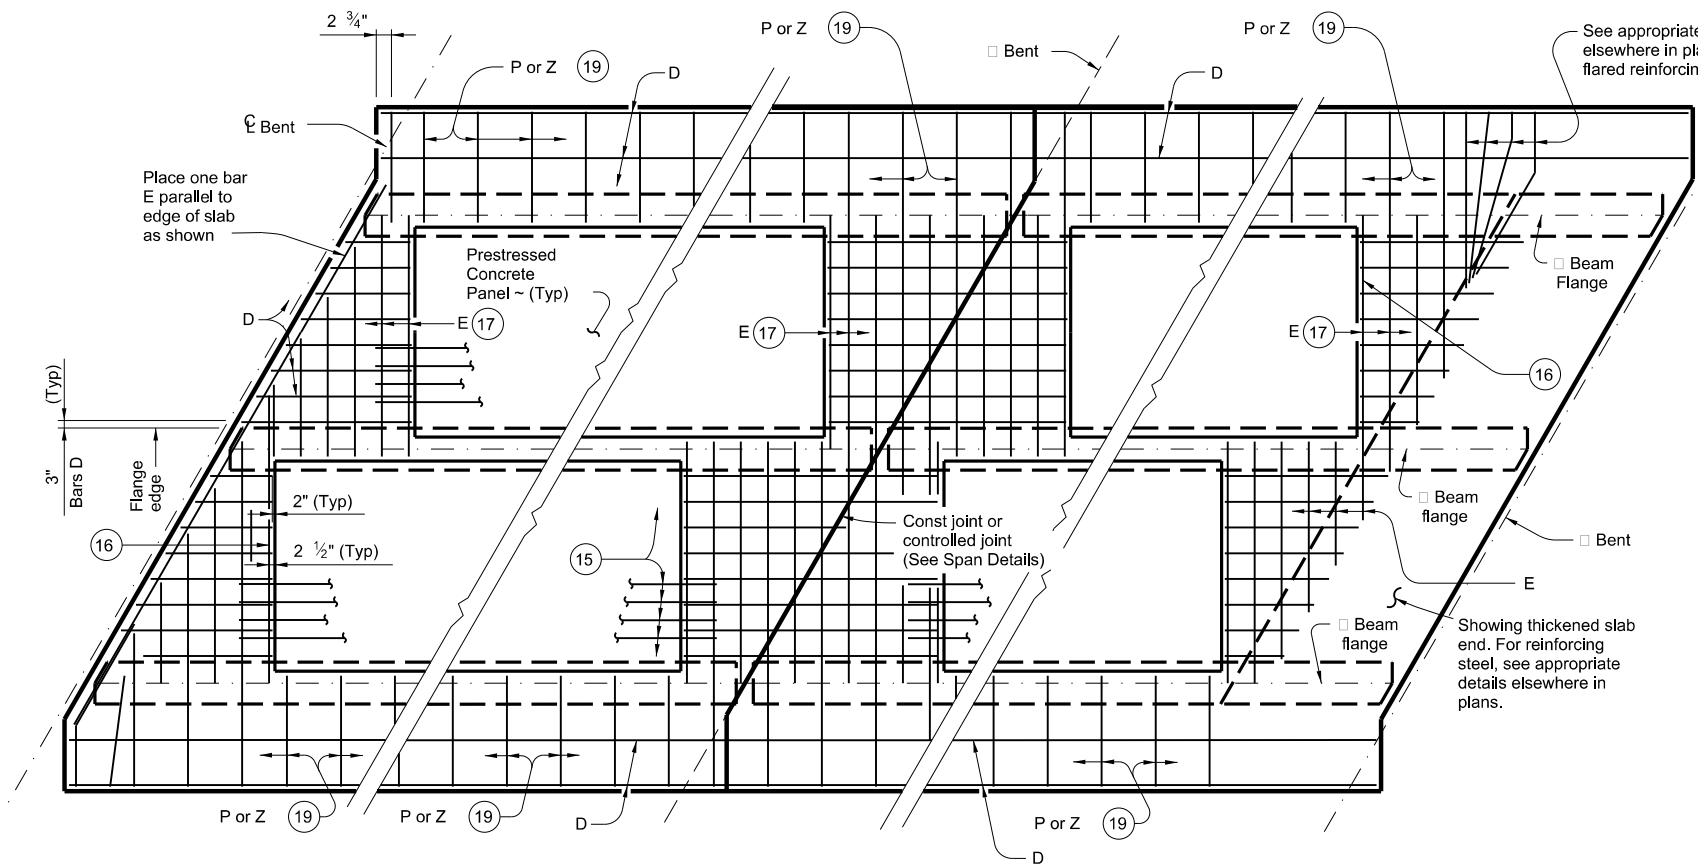 2 ¾"
P or Z 19
P or Z 19
P or Z 19
D
Bent
D
See appropriate
elsewhere in pla
flared reinforcin
℄ Bent
Place one bar
E parallel to
edge of slab
as shown
Prestressed
Concrete
Panel ~ (Typ)
Beam
Flange
D
E 17
E 17
E 17
16
(Typ)
3"
Bars D
Flange
edge
2" (Typ)
2 ½" (Typ)
16
15
Const joint or
controlled joint
(See Span Details)
Beam
flange
Bent
E
Beam
flange
Showing thickened slab
end. For reinforcing
steel, see appropriate
details elsewhere in
plans.
P or Z 19
P or Z 19
D
P or Z 19
D